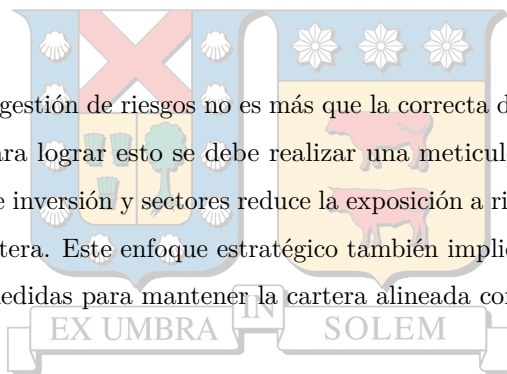 gestión de riesgos no es más que la correcta d
ra lograr esto se debe realizar una meticul
e inversión y sectores reduce la exposición a ri
tera. Este enfoque estratégico también implic
edidas para mantener la cartera alineada con
EX UMBRA IN SOLEM